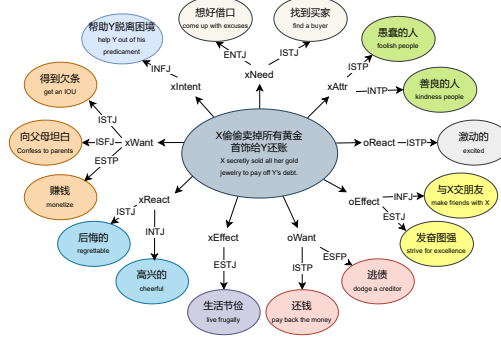 帮助Y脱离困境
help Y out of his
predicament
想好借口
come up with excuses
找到买家
find a buyer
愚蠢的人
foolish people
善良的人
kindness people
得到欠条
get an IOU
向父母坦白
Confess to parents
赚钱
monetize
INFJ
ENTJ
ISTJ
ISTP
INTP
xIntent
xNeed
xAttr
ISTJ
ISFJ
ESTP
xWant
X偷偷卖掉所有黄金
首饰给Y还账
X secretly sold all her gold
jewelry to pay off Y's debt.
oReact
ISTP
激动的
excited
xReact
ISTJ
INTJ
后悔的
regrettable
高兴的
cheerful
xEffect
ESTJ
生活节俭
live frugally
oWant
ISTP
ESFP
还钱
pay back the money
逃债
dodge a creditor
oEffect
INFJ
ESTJ
与X交朋友
make friends with X
发奋图强
strive for excellence